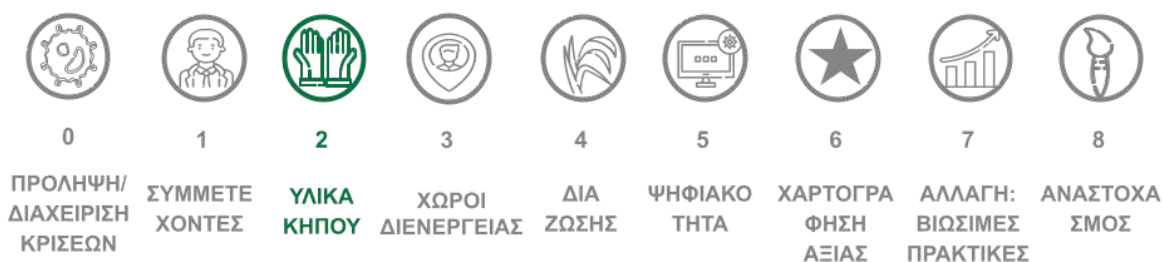 0
ΠΡΟΛΗΨΗ/
ΔΙΑΧΕΙΡΙΣΗ
ΚΡΙΣΕΩΝ
1
ΣΥΜΜΕΤΕ
ΧΟΝΤΕΣ
2
ΥΛΙΚΑ
ΚΗΠΟΥ
3
ΧΩΡΟΙ
ΔΙΕΝΕΡΓΕΙΑΣ
4
ΔΙΑ
ΖΩΣΗΣ
5
ΨΗΦΙΑΚΟ
ΤΗΤΑ
6
ΧΑΡΤΟΓΡΑ
ΦΗΣΗ
ΑΞΙΑΣ
7
ΑΛΛΑΓΗ:
ΒΙΩΣΙΜΕΣ
ΠΡΑΚΤΙΚΕΣ
8
ΑΝΑΣΤΟΧΑ
ΣΜΟΣ